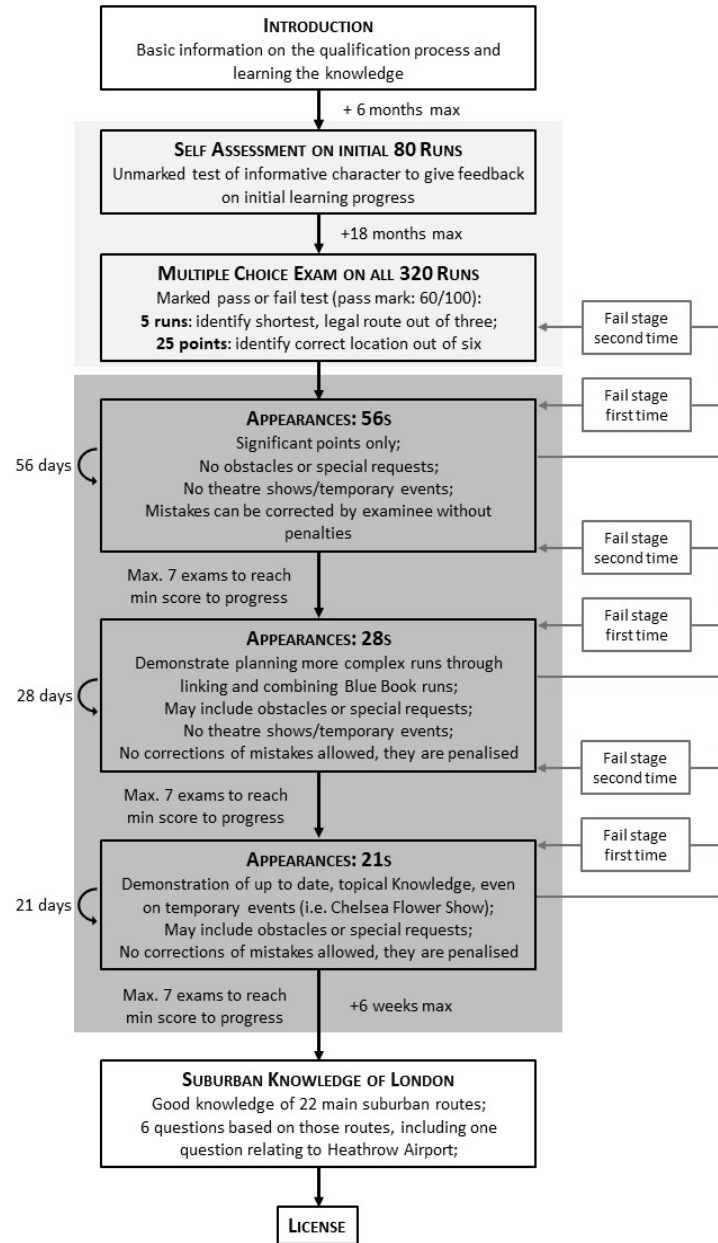 INTRODUCTION
Basic information on the qualification process and
learning the knowledge
+ 6 months max
SELF ASSESSMENT ON INITIAL 80 RUNS
Unmarked test of informative character to give feedback
on initial learning progress
+18 months max
MULTIPLE CHOICE EXAM ON ALL 320 RUNS
Marked pass or fail test (pass mark: 60/100):
5 runs: identify shortest, legal route out of three;
25 points: identify correct location out of six
Fail stage
second time
Fail stage
first time
APPEARANCES: 56S
Significant points only;
No obstacles or special requests;
No theatre shows/temporary events;
Mistakes can be corrected by examinee without
penalties
56 days
Fail stage
second time
Max. 7 exams to reach
min score to progress
Fail stage
first time
APPEARANCES: 28S
Demonstrate planning more complex runs through
linking and combining Blue Book runs;
May include obstacles or special requests;
No theatre shows/temporary events;
No corrections of mistakes allowed, they are penalised
28 days
Fail stage
second time
Max. 7 exams to reach
min score to progress
Fail stage
first time
APPEARANCES: 21S
Demonstration of up to date, topical Knowledge, even
on temporary events (i.e. Chelsea Flower Show);
May include obstacles or special requests;
No corrections of mistakes allowed, they are penalised
21 days
Max. 7 exams to reach
min score to progress
+6 weeks max
SUBURBAN KNOWLEDGE OF LONDON
Good knowledge of 22 main suburban routes;
6 questions based on those routes, including one
question relating to Heathrow Airport;
LICENSE